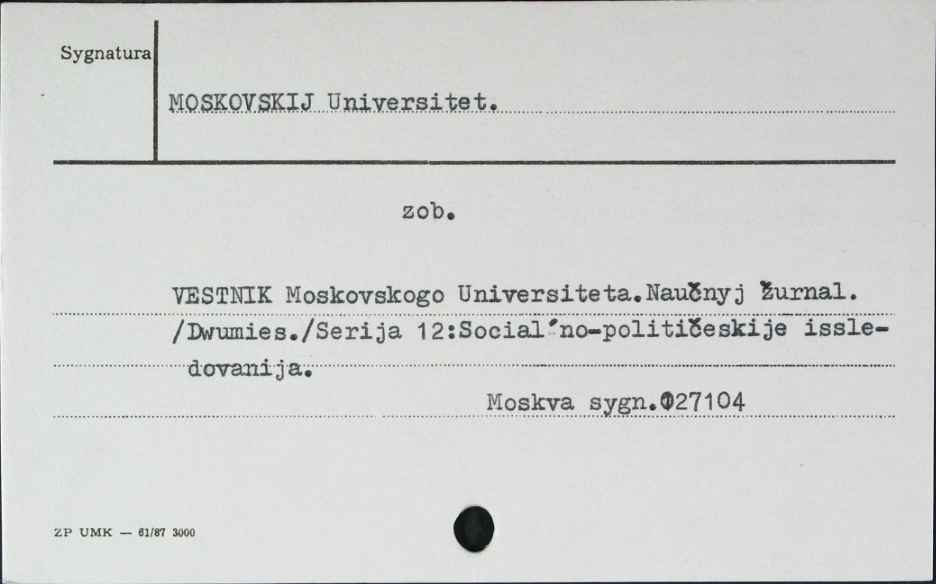 Sygnatura
MOSKOVSKIJ Universitet.
zob.
VESTNIK Moskovskogo Universiteta.Naučnyj žurnal.
/Dwumies./Serija 12:Social´no-političeskije issle-
dovanija.
Moskva sygn.027104
ZP UMK — 61/87 3000